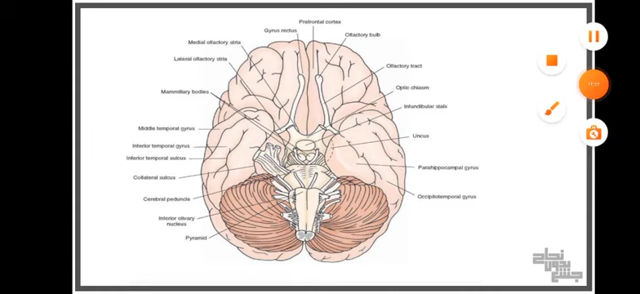 Prefrontal cortex
Gyrus rectus
Olfactory bulb
Medial olfactory stria
Lateral olfactory stria
Olfactory tract
Optic chiasm
Mammillary bodies
Infundibular stalk
Middle temporal gyrus
Uncus
Inferior temporal gyrus
Inferior temporal sulcus
Parahippocampal gyrus
Collateral sulcus
Cerebral peduncle
Occipitotemporal gyrus
Inferior olivary
nucleus
Pyramid